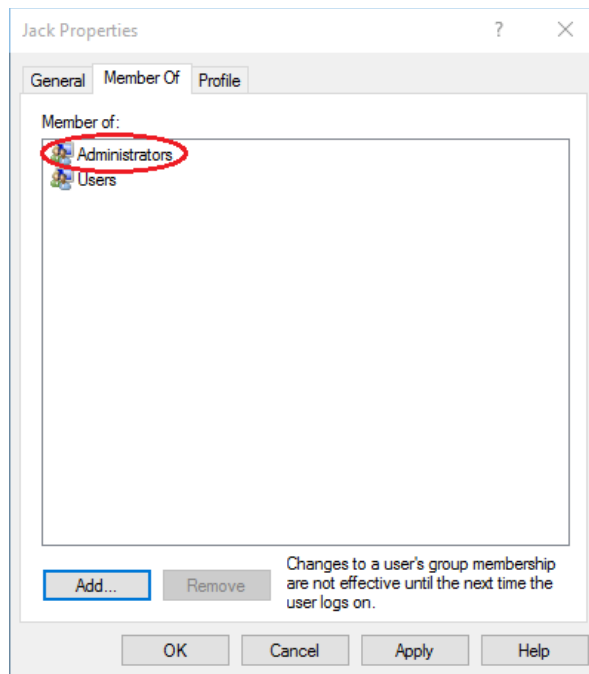 Jack Properties ?
General Member Of Profile
Member of:
Administrators
Users
Add... Remove
Changes to a user's group membership
are not effective until the next time the
user logs on.
OK Cancel Apply Help